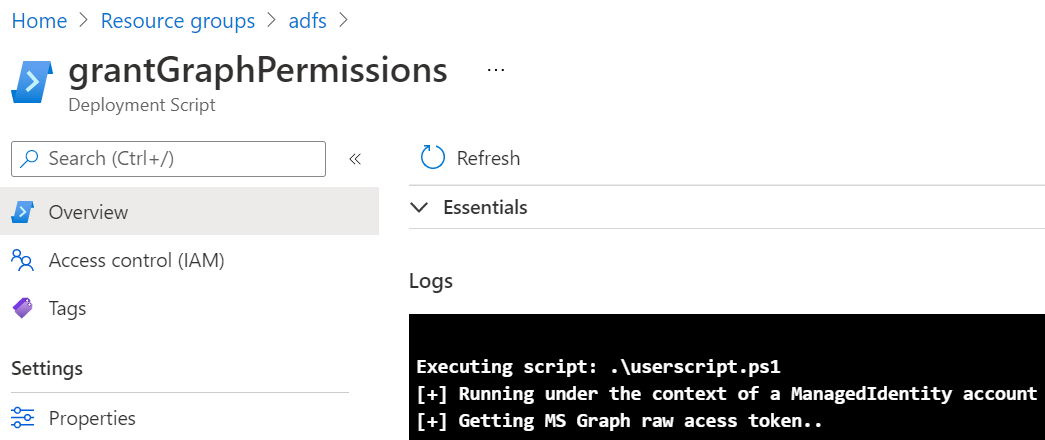 Home > Resource groups > adfs >
grantGraphPermissions ...
Deployment Script
Search (Ctrl+/) «
Refresh
Overview
Essentials
Access control (IAM)
Logs
Tags
Executing script: .\userscript.ps1
Settings
[+] Running under the context of a ManagedIdentity account
Properties
[+] Getting MS Graph raw acess token..